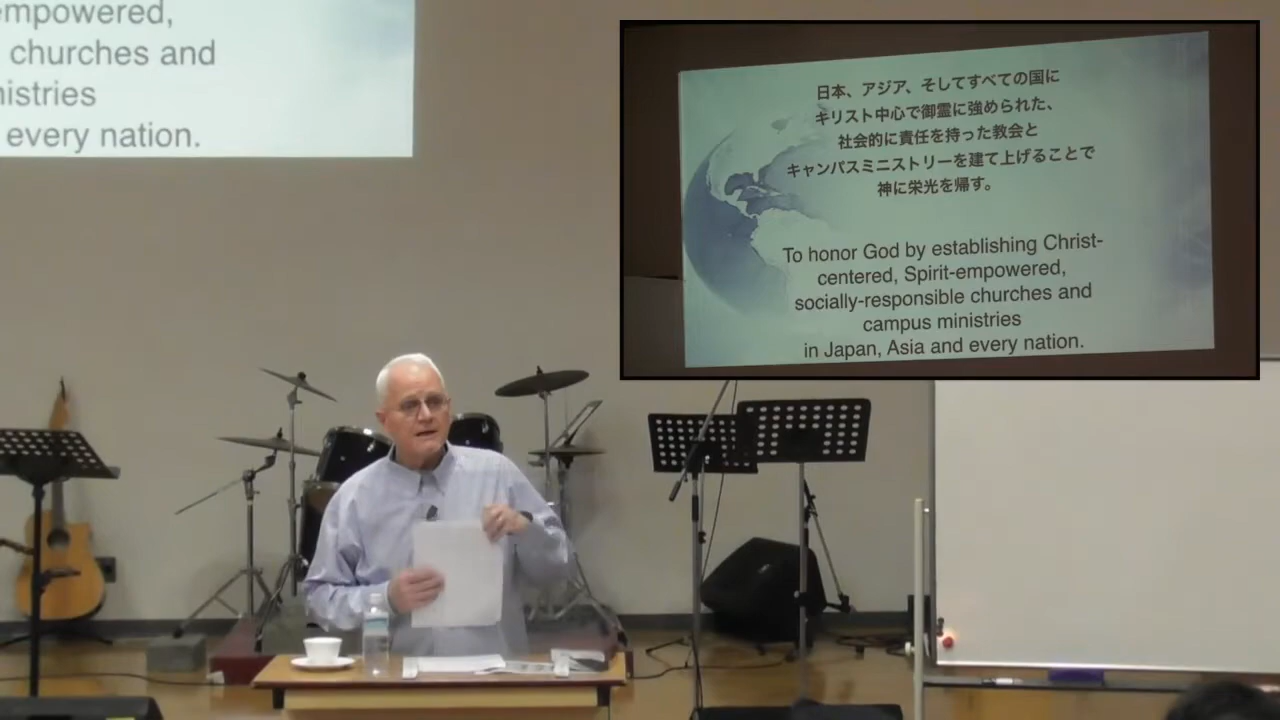 empowered,
churches and
nistries
every nation.
日本、アジア、そしてすべての国に
キリスト中心で御霊に強められた、
社会的に責任を持った教会と
キャンパスミニストリーを建て上げることで
神に栄光を帰す。
To honor God by establishing Christ-
centered, Spirit-empowered,
socially-responsible churches and
campus ministries
in Japan, Asia and every nation.